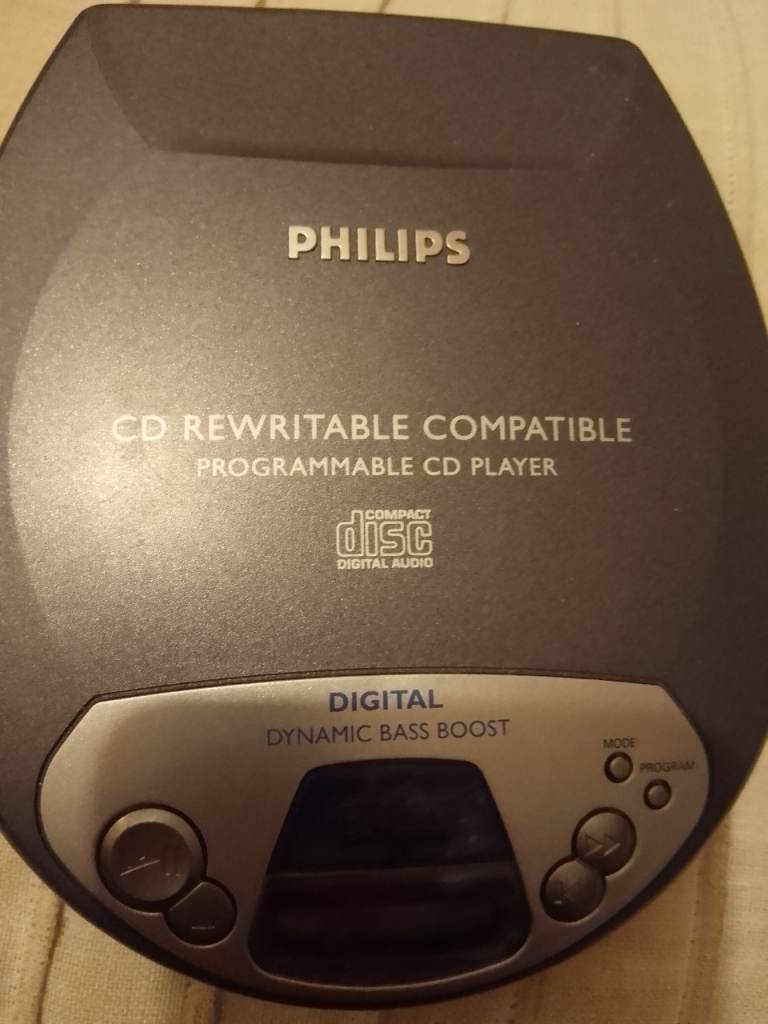 PHILIPS
CD REWRITABLE COMPATIBLE
PROGRAMMABLE CD PLAYER
COMPACT
disc
DIGITAL AUDIO
DIGITAL
DYNAMIC BASS BOOST
MODE
PROGRAM